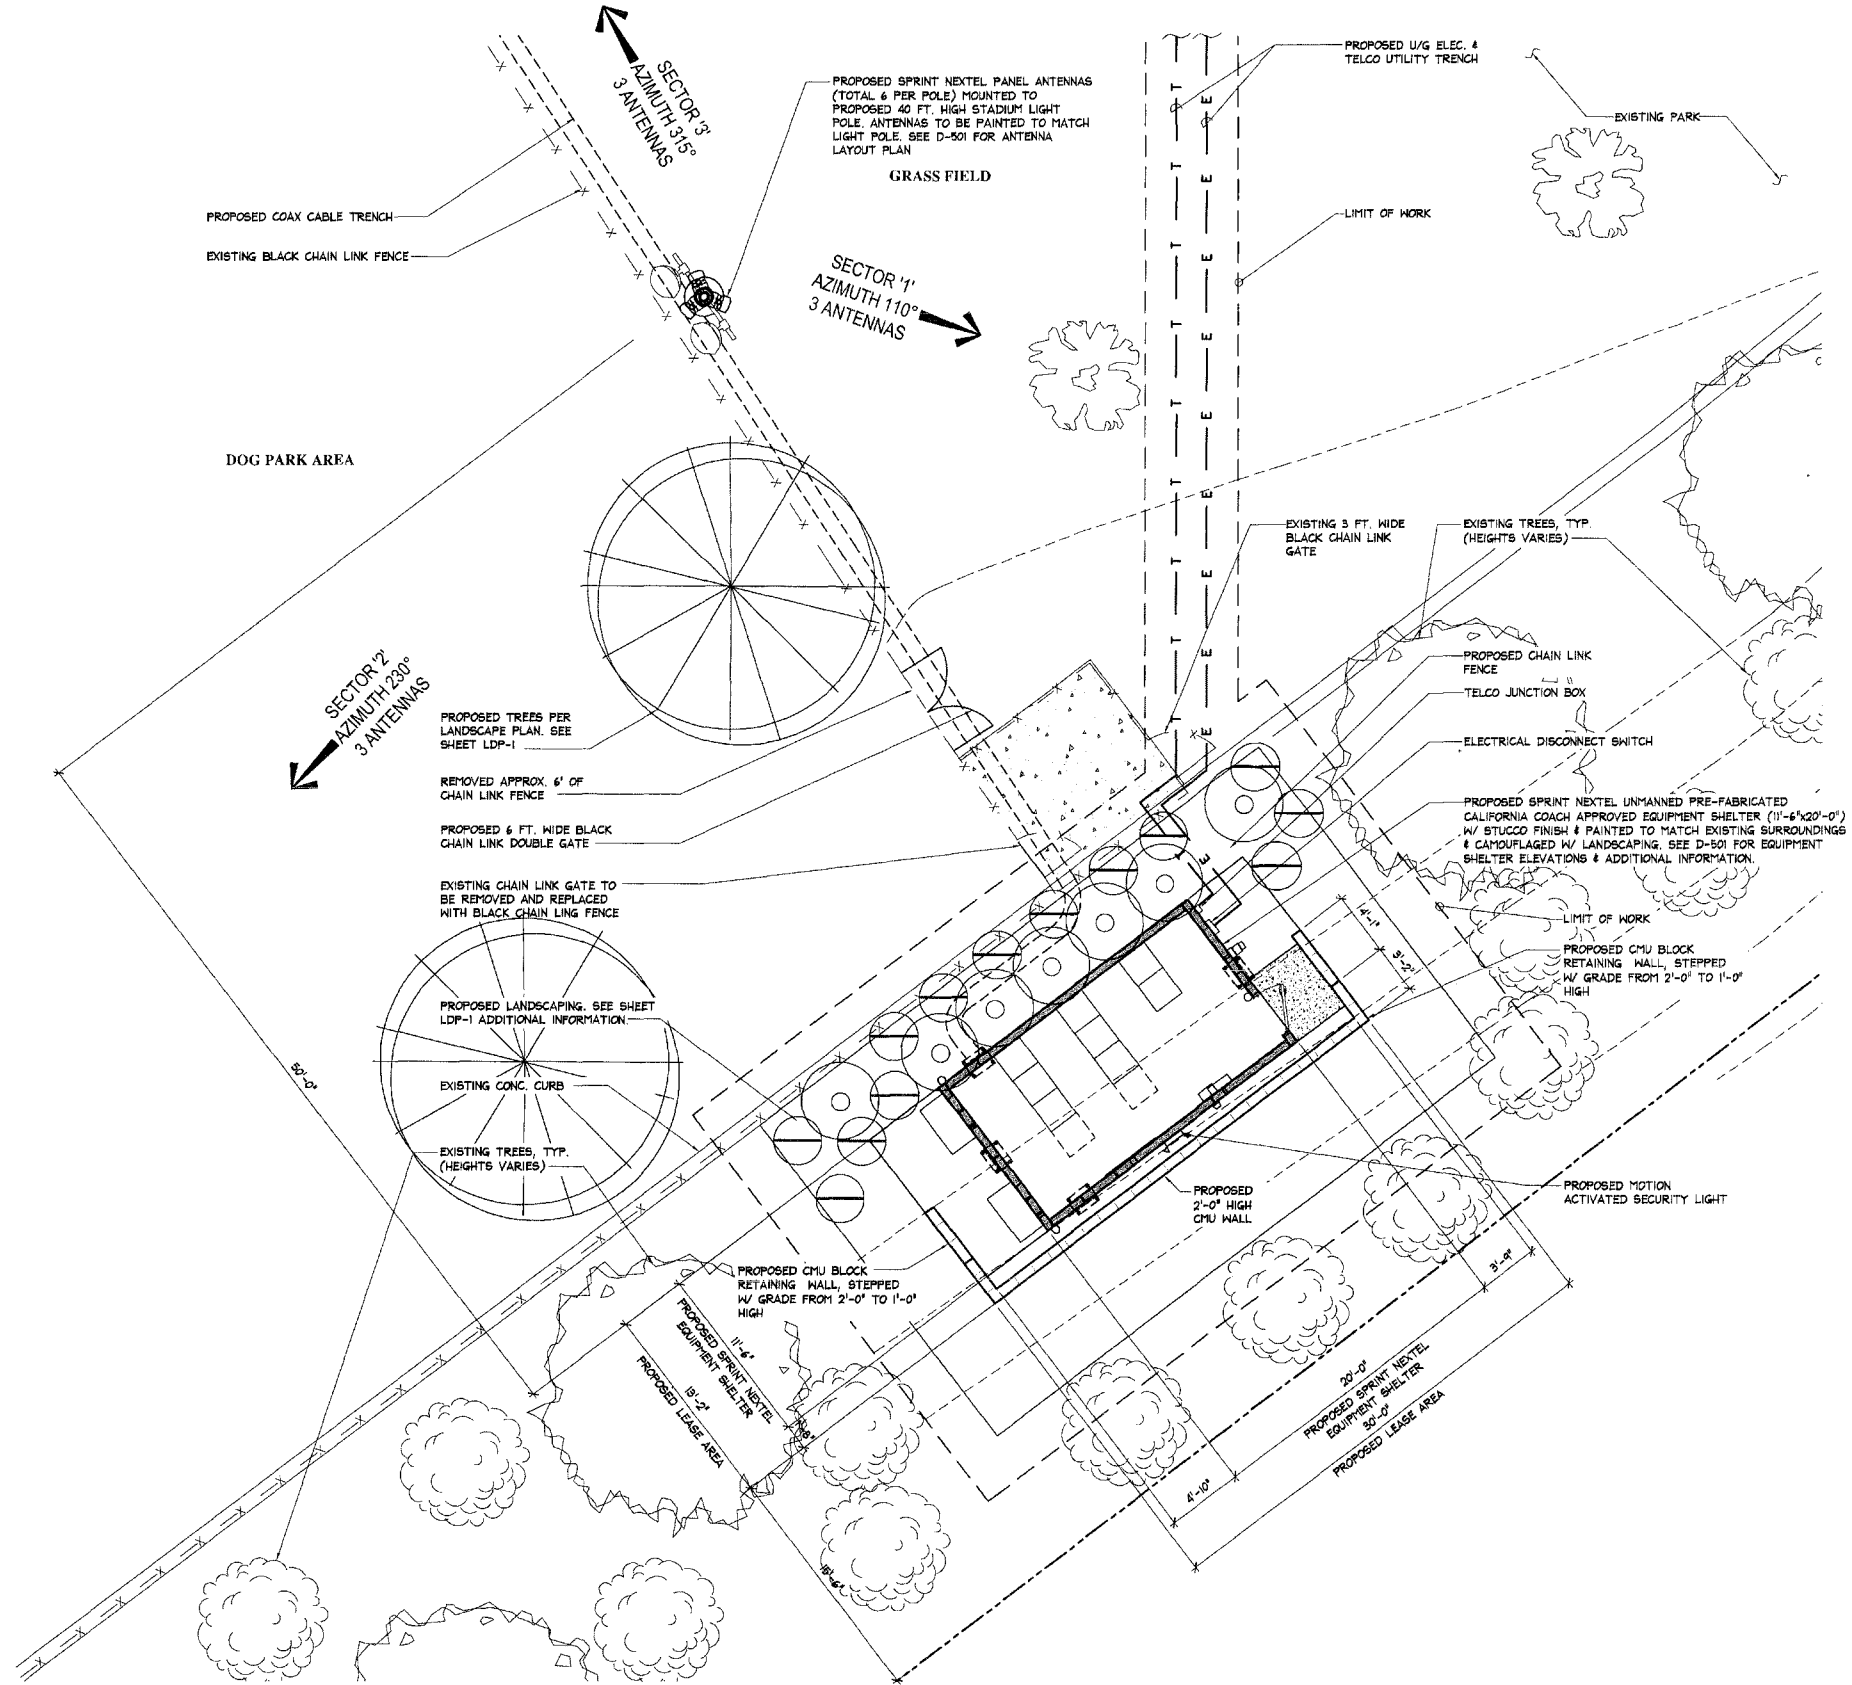 SECTOR '3'
AZIMUTH 315°
3 ANTENNAS
PROPOSED SPRINT NEXTEL PANEL ANTENNAS
(TOTAL 6 PER POLE) MOUNTED TO
PROPOSED 40 FT. HIGH STADIUM LIGHT
POLE. ANTENNAS TO BE PAINTED TO MATCH
LIGHT POLE. SEE D-501 FOR ANTENNA
LAYOUT PLAN
GRASS FIELD
PROPOSED U/G ELEC. &
TELCO UTILITY TRENCH
EXISTING PARK
PROPOSED COAX CABLE TRENCH
EXISTING BLACK CHAIN LINK FENCE
LIMIT OF WORK
SECTOR '1'
AZIMUTH 110°
3 ANTENNAS
DOG PARK AREA
EXISTING 3 FT. WIDE
BLACK CHAIN LINK
GATE
EXISTING TREES, TYP.
(HEIGHTS VARIES)
SECTOR '2'
AZIMUTH 230°
3 ANTENNAS
PROPOSED CHAIN LINK
FENCE
TELCO JUNCTION BOX
ELECTRICAL DISCONNECT SWITCH
PROPOSED TREES PER
LANDSCAPE PLAN. SEE
SHEET LDP-1
REMOVED APPROX. 6' OF
CHAIN LINK FENCE
PROPOSED 6 FT. WIDE BLACK
CHAIN LINK DOUBLE GATE
PROPOSED SPRINT NEXTEL UNMANNED PRE-FABRICATED
CALIFORNIA COACH APPROVED EQUIPMENT SHELTER (11'-6"x20'-0")
W/ STUCCO FINISH & PAINTED TO MATCH EXISTING SURROUNDINGS
& CAMOUFLAGED W/ LANDSCAPING. SEE D-501 FOR EQUIPMENT
SHELTER ELEVATIONS & ADDITIONAL INFORMATION.
EXISTING CHAIN LINK GATE TO
BE REMOVED AND REPLACED
WITH BLACK CHAIN LING FENCE
4'-1"
3'-2"
LIMIT OF WORK
PROPOSED CMU BLOCK
RETAINING WALL, STEPPED
W/ GRADE FROM 2'-0" TO 1'-0"
HIGH
PROPOSED LANDSCAPING. SEE SHEET
LDP-1 ADDITIONAL INFORMATION.
50'-0"
EXISTING CONC. CURB
EXISTING TREES, TYP.
(HEIGHTS VARIES)
PROPOSED
2'-0" HIGH
CMU WALL
PROPOSED MOTION
ACTIVATED SECURITY LIGHT
PROPOSED CMU BLOCK
RETAINING WALL, STEPPED
W/ GRADE FROM 2'-0" TO 1'-0"
HIGH
11'-6"
PROPOSED SPRINT NEXTEL
EQUIPMENT SHELTER
13'-2"
PROPOSED LEASE AREA
3'-9"
20'-0"
PROPOSED SPRINT NEXTEL
EQUIPMENT SHELTER
30'-0"
PROPOSED LEASE AREA
4'-10"
15'-6"